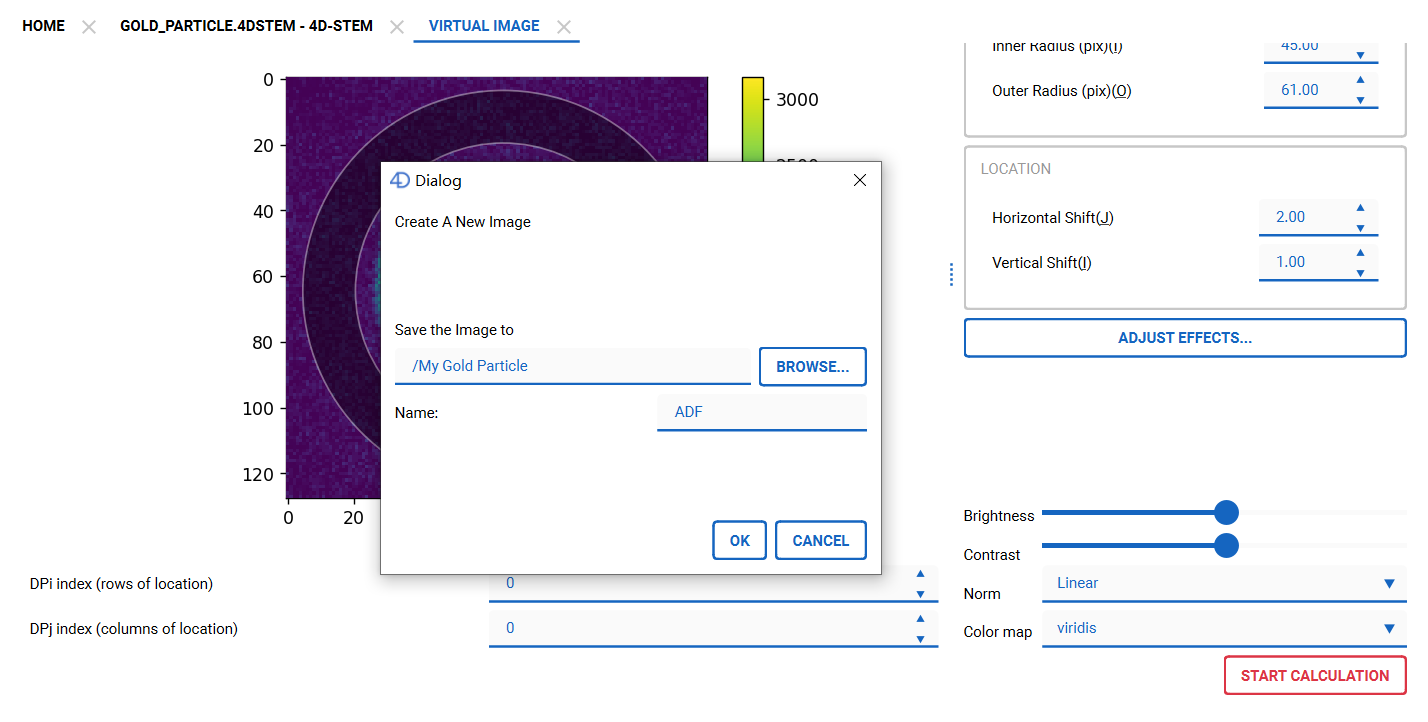 HOME
GOLD_PARTICLE.4DSTEM - 4D-STEM
VIRTUAL IMAGE
Inner Radius (pix)(I)
45.00
Outer Radius (pix)(O)
61.00
LOCATION
Horizontal Shift(J)
2.00
Vertical Shift(I)
1.00
ADJUST EFFECTS...
0
20
40
60
80
100
120
0
20
3000
4D Dialog
Create A New Image
Save the Image to
/My Gold Particle
BROWSE...
Name:
ADF
OK
CANCEL
DPi index (rows of location)
0
DPj index (columns of location)
0
Brightness
Contrast
Norm
Linear
Color map
viridis
START CALCULATION